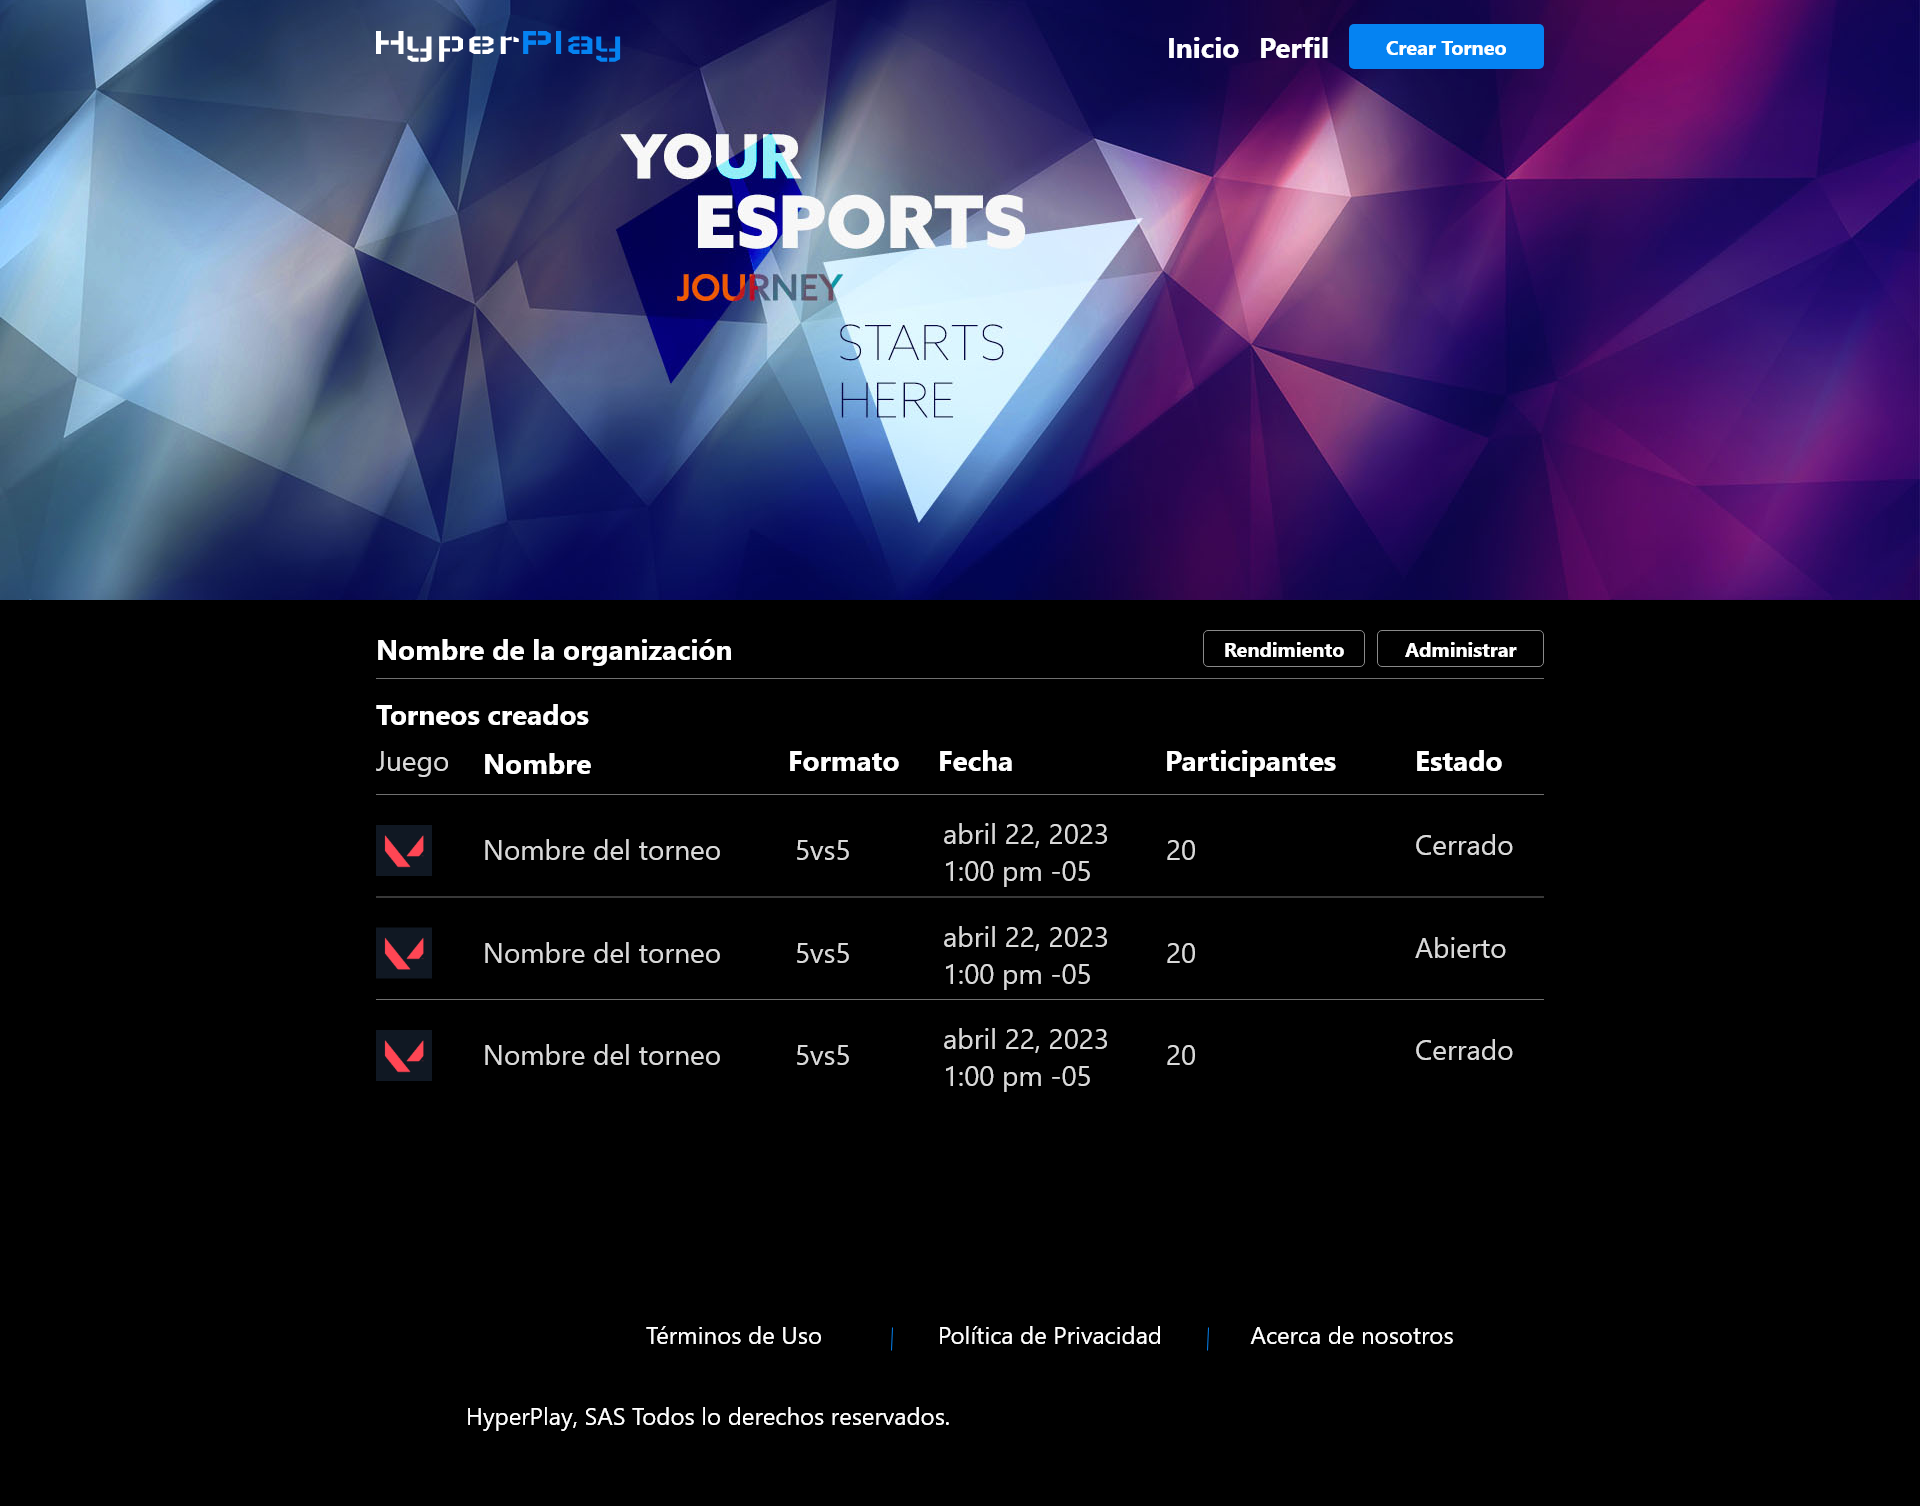 HyperPlay
Inicio Perfil Crear Torneo
YOUR
ESPORTS
JOURNEY
STARTS
HERE
Nombre de la organización Rendimiento Administrar
Torneos creados
Juego Nombre Formato Fecha Participantes Estado
Nombre del torneo 5vs5 abril 22, 2023 20 Cerrado
1:00 pm -05
Nombre del torneo 5vs5 abril 22, 2023 20 Abierto
1:00 pm -05
Nombre del torneo 5vs5 abril 22, 2023 20 Cerrado
1:00 pm -05
Términos de Uso | Política de Privacidad | Acerca de nosotros
HyperPlay, SAS Todos lo derechos reservados.